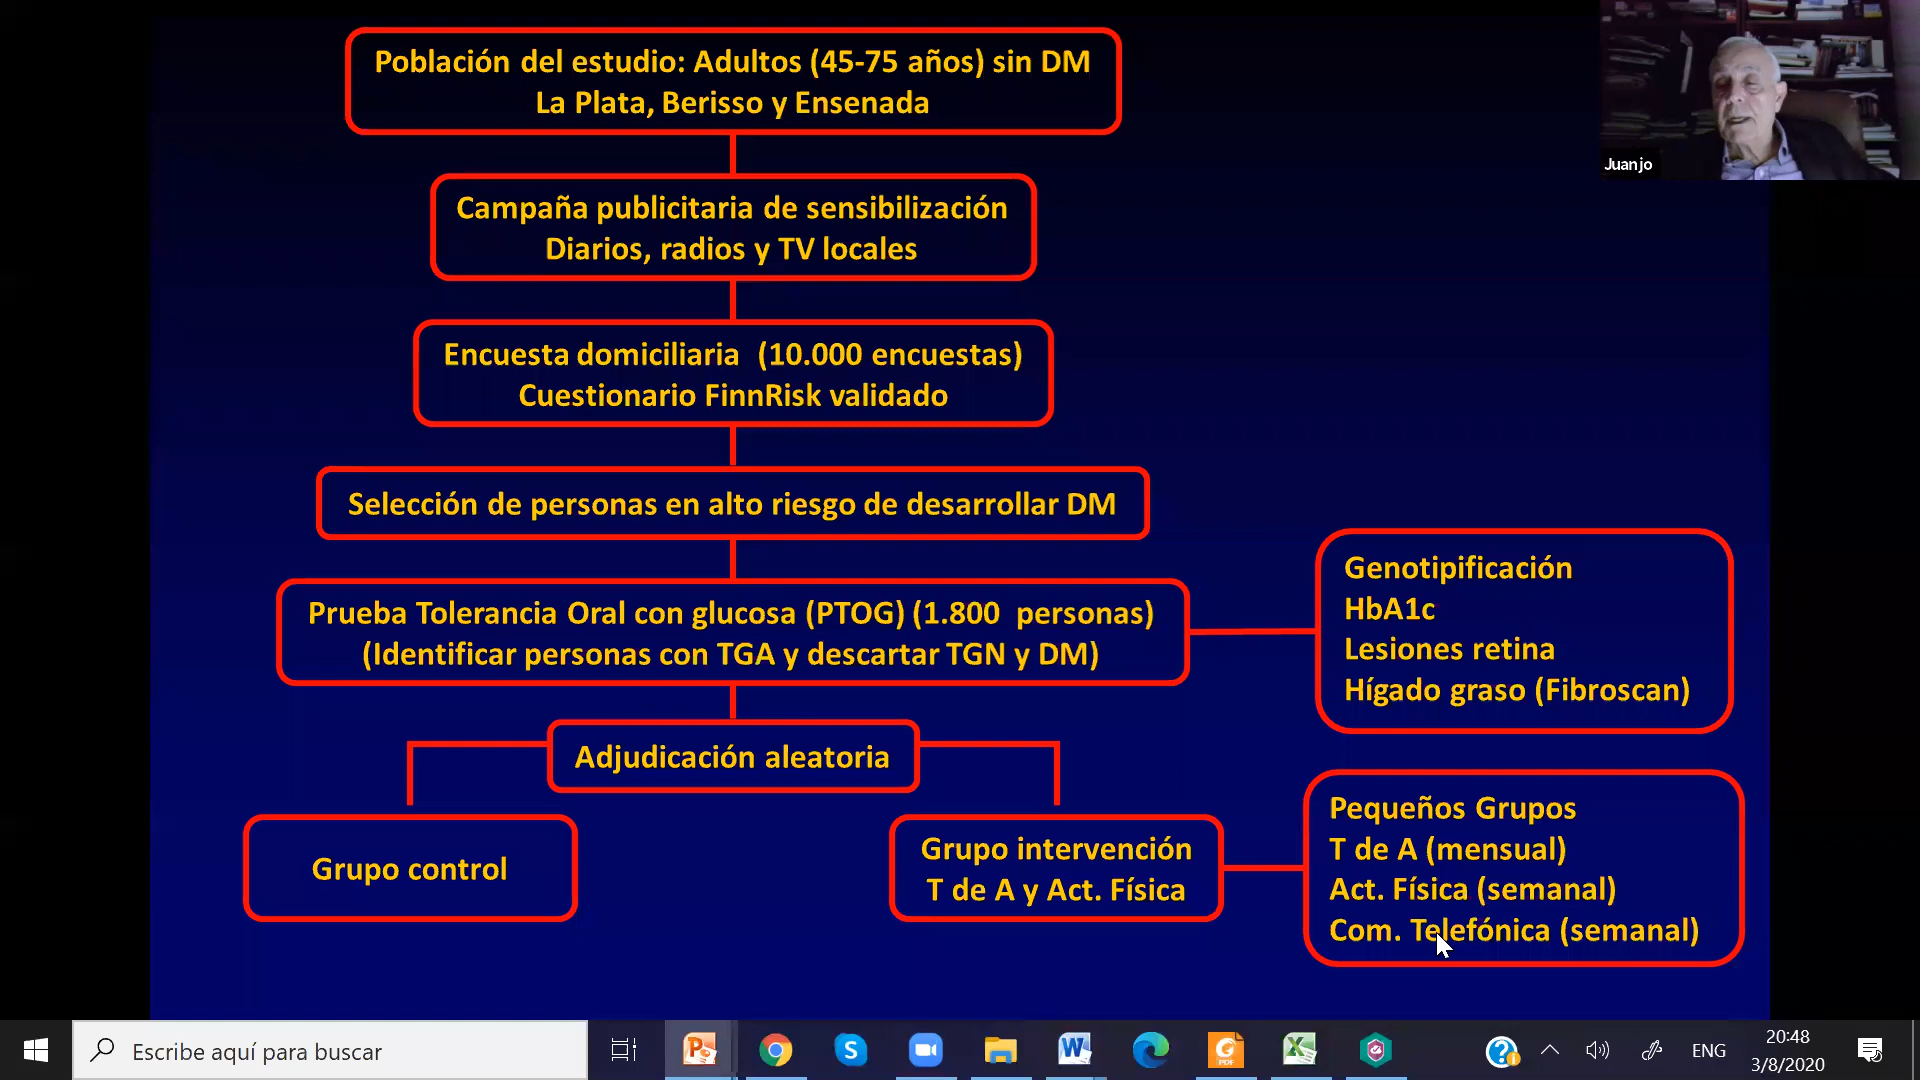 Población del estudio: Adultos (45-75 años) sin DM
La Plata, Berisso y Ensenada
Juanjo
Campaña publicitaria de sensibilización
Diarios, radios y TV locales
Encuesta domiciliaria (10.000 encuestas)
Cuestionario FinnRisk validado
Selección de personas en alto riesgo de desarrollar DM
Prueba Tolerancia Oral con glucosa (PTOG) (1.800 personas)
(Identificar personas con TGA y descartar TGN y DM)
Genotipificación
HbA1c
Lesiones retina
Hígado graso (Fibroscan)
Adjudicación aleatoria
Grupo control
Grupo intervención
T de A y Act. Física
Pequeños Grupos
T de A (mensual)
Act. Física (semanal)
Com. Telefónica (semanal)
Escribe aquí para buscar
PDF
ENG
20:48
3/8/2020